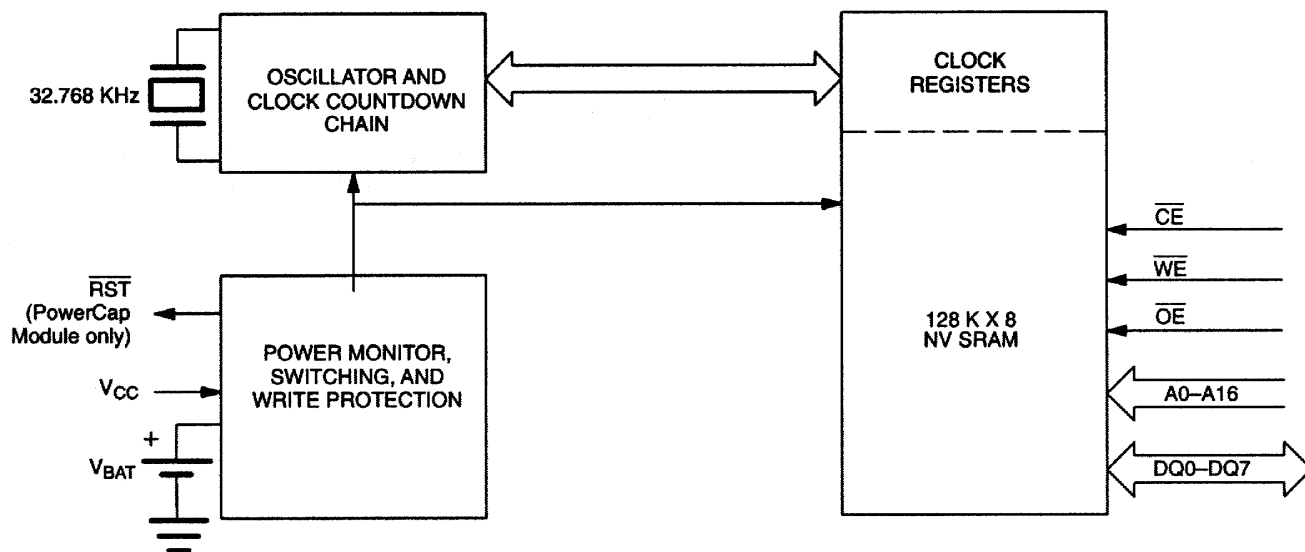 32.768 KHz
OSCILLATOR AND
CLOCK COUNTDOWN
CHAIN
CLOCK
REGISTERS
RST
(PowerCap
Module only)
VCC
+
VBAT
POWER MONITOR,
SWITCHING, AND
WRITE PROTECTION
128 K X 8
NV SRAM
CE
WE
OE
A0–A16
DQ0–DQ7